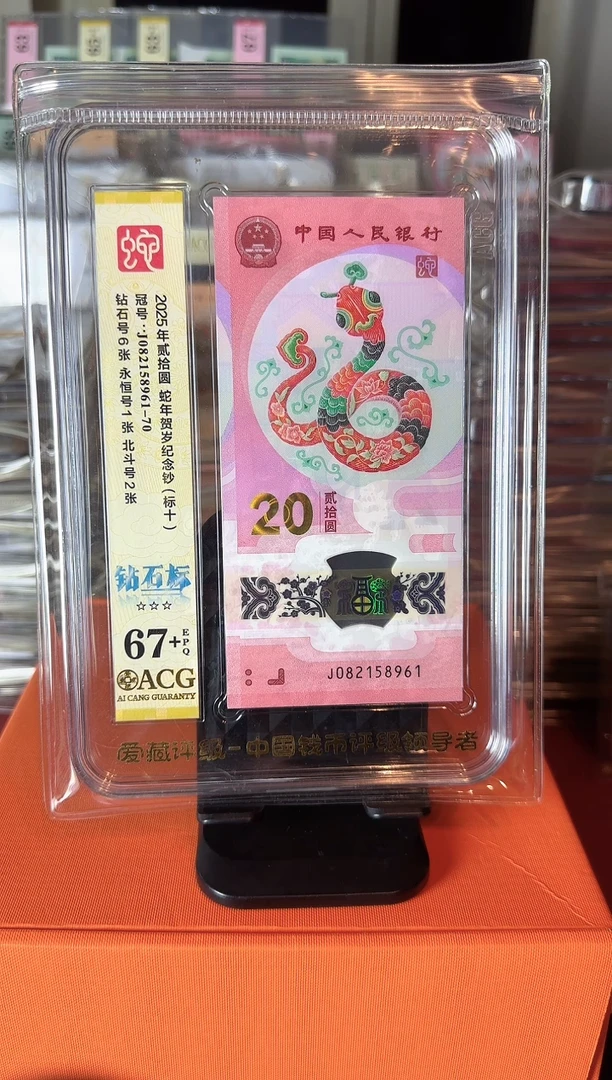 2025年贰拾圆 蛇年贺岁纪念钞（标十）
冠号：J082158961-70
钻石号6张 永恒号1张 北斗号2张
钻石标
☆☆☆
67+EPQ
ACG
AI CANG GUARANTY
中国人民银行
20
贰拾圆
J082158961
爱藏评级-中国钱币评级领导者